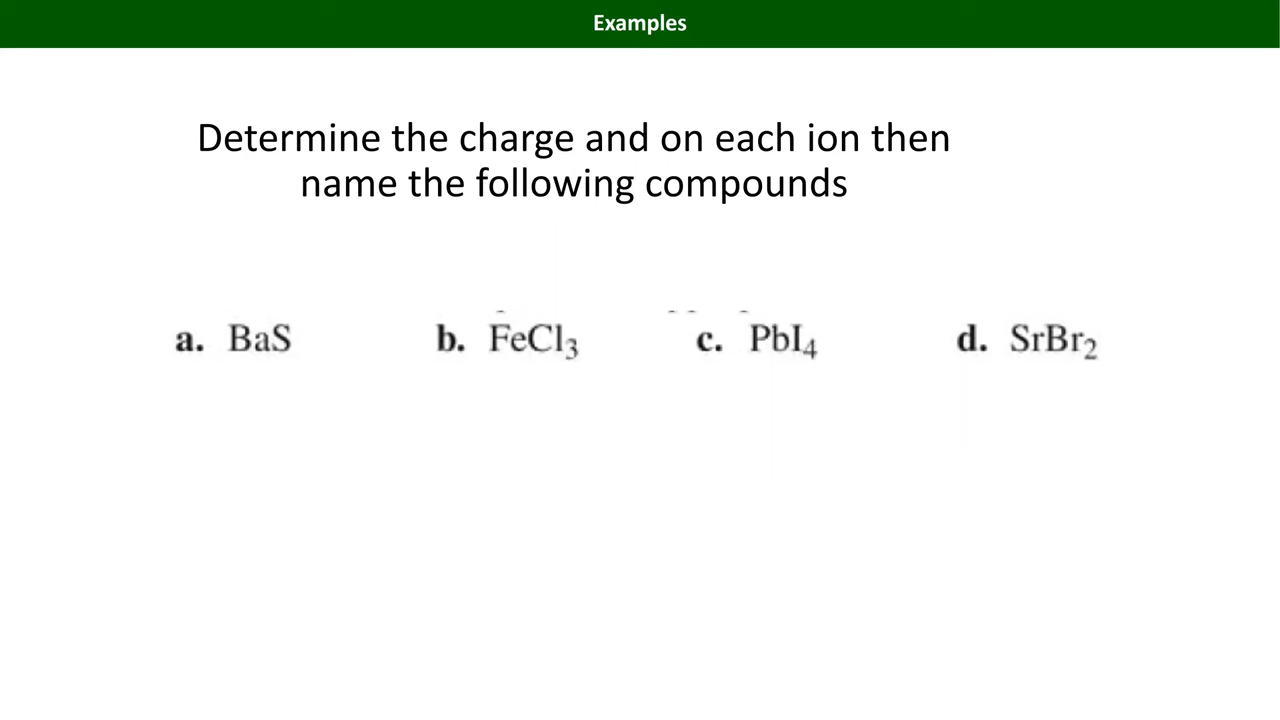 Examples
Determine the charge and on each ion then
name the following compounds
a. BaS b. FeCl₃ c. PbI₄ d. SrBr₂